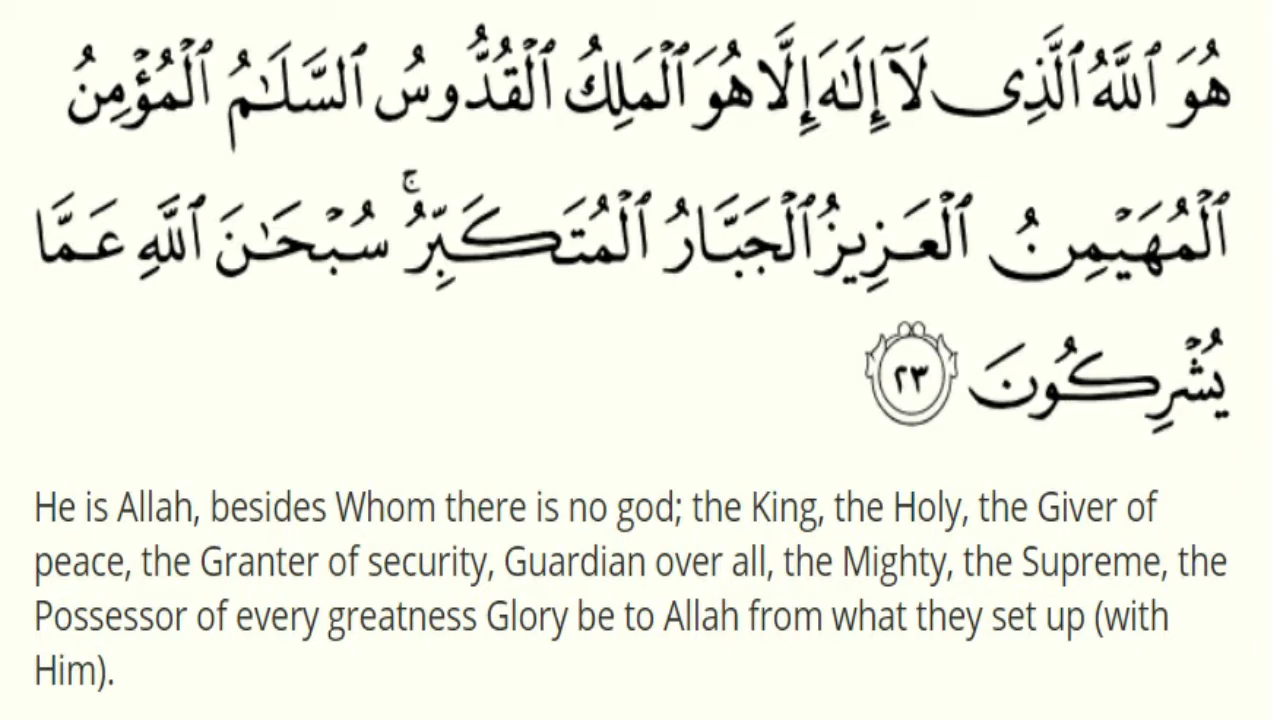 هُوَ ٱللَّهُ ٱلَّذِى لَآ إِلَـٰهَ إِلَّا هُوَ ٱلْمَلِكُ ٱلْقُدُّوسُ ٱلسَّلَـٰمُ ٱلْمُؤْمِنُ
ٱلْمُهَيْمِنُ ٱلْعَزِيزُ ٱلْجَبَّارُ ٱلْمُتَكَبِّرُ ۚ سُبْحَـٰنَ ٱللَّهِ عَمَّا
يُشْرِكُونَ ٢٣
He is Allah, besides Whom there is no god; the King, the Holy, the Giver of
peace, the Granter of security, Guardian over all, the Mighty, the Supreme, the
Possessor of every greatness Glory be to Allah from what they set up (with
Him).